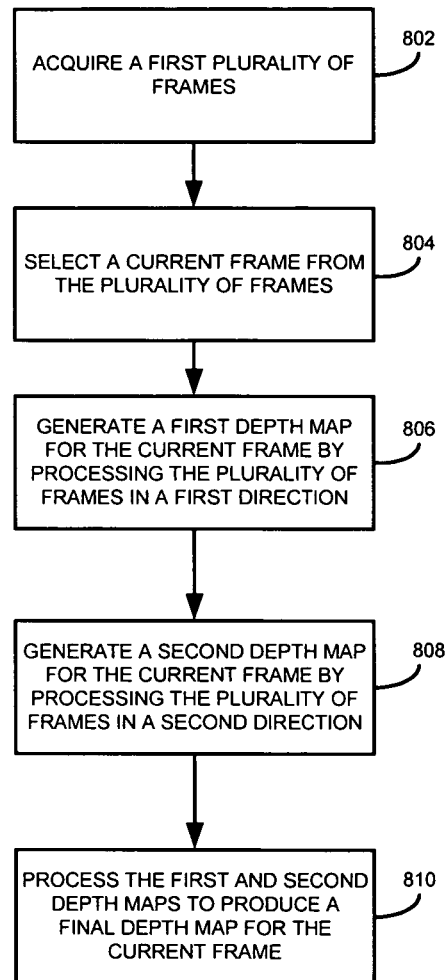 802
ACQUIRE A FIRST PLURALITY OF
FRAMES
804
SELECT A CURRENT FRAME FROM
THE PLURALITY OF FRAMES
806
GENERATE A FIRST DEPTH MAP
FOR THE CURRENT FRAME BY
PROCESSING THE PLURALITY OF
FRAMES IN A FIRST DIRECTION
808
GENERATE A SECOND DEPTH MAP
FOR THE CURRENT FRAME BY
PROCESSING THE PLURALITY OF
FRAMES IN A SECOND DIRECTION
810
PROCESS THE FIRST AND SECOND
DEPTH MAPS TO PRODUCE A
FINAL DEPTH MAP FOR THE
CURRENT FRAME